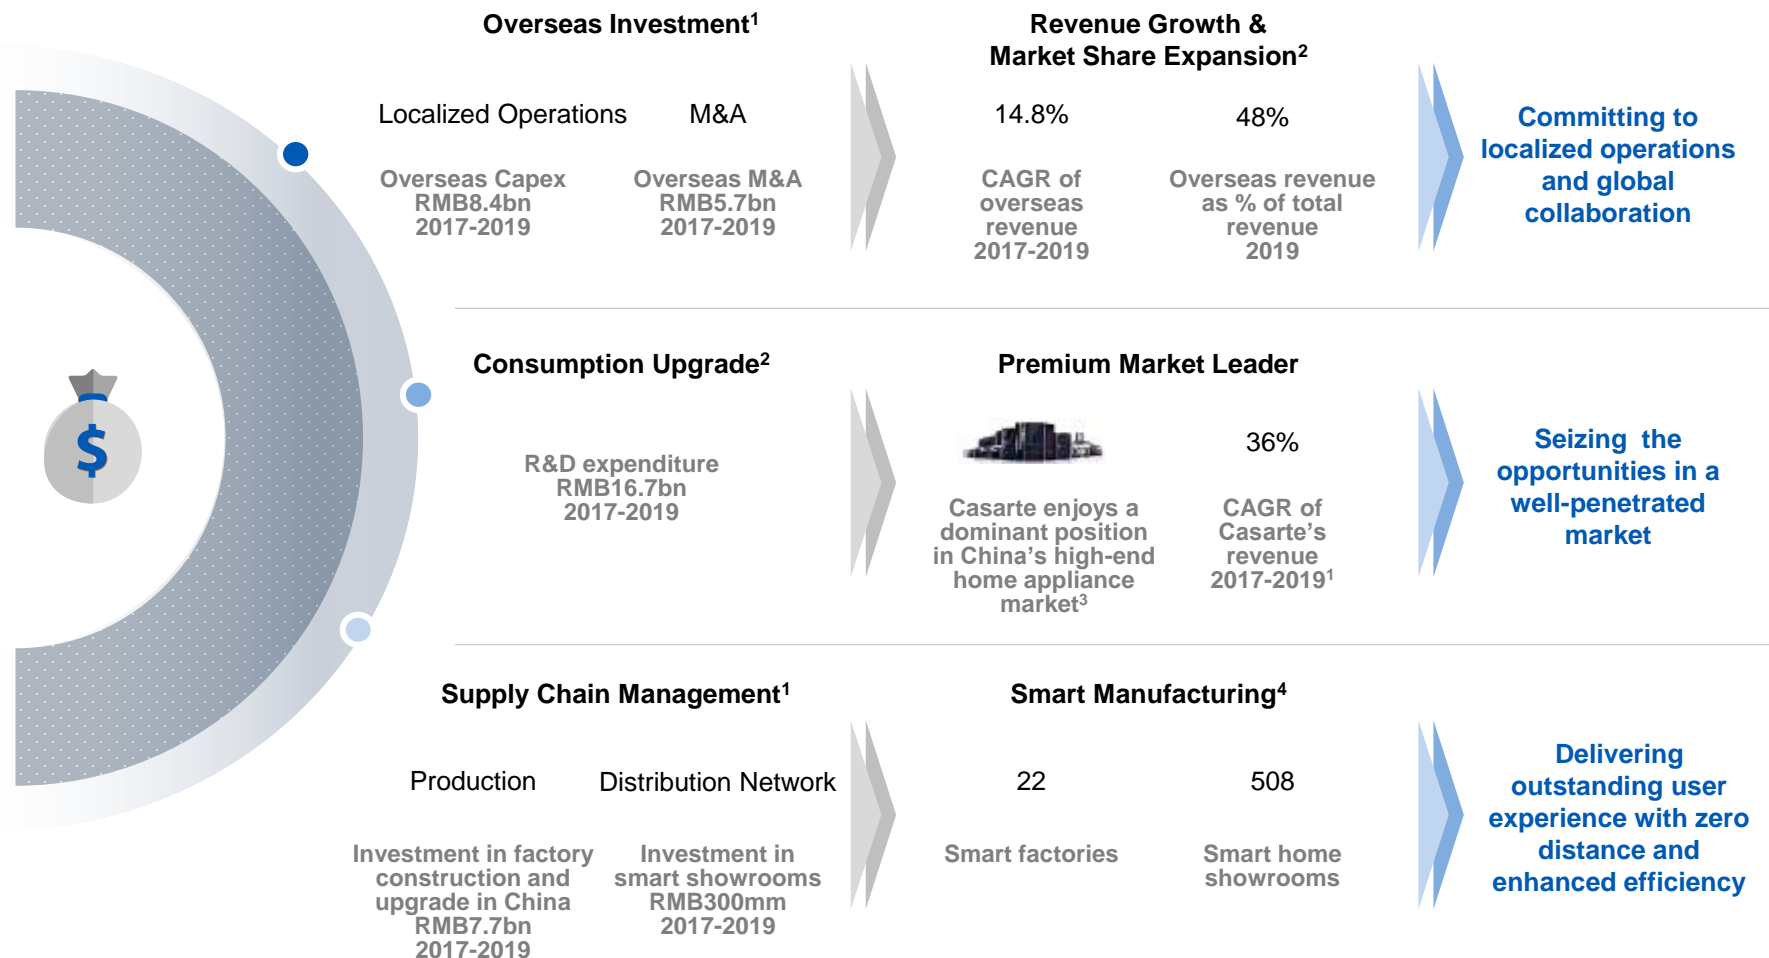 Overseas Investment¹
Localized Operations
M&A
Overseas Capex
RMB8.4bn
2017-2019
Overseas M&A
RMB5.7bn
2017-2019
Revenue Growth &
Market Share Expansion²
14.8%
48%
CAGR of
overseas
revenue
2017-2019
Overseas revenue
as % of total
revenue
2019
Committing to
localized operations
and global
collaboration
$
Consumption Upgrade²
R&D expenditure
RMB16.7bn
2017-2019
Premium Market Leader
36%
Casarte enjoys a
dominant position
in China’s high-end
home appliance
market³
CAGR of
Casarte’s
revenue
2017-2019¹
Seizing the
opportunities in a
well-penetrated
market
Supply Chain Management¹
Production
Distribution Network
Investment in factory
construction and
upgrade in China
RMB7.7bn
2017-2019
Investment in
smart showrooms
RMB300mm
2017-2019
Smart Manufacturing⁴
22
508
Smart factories
Smart home
showrooms
Delivering
outstanding user
experience with zero
distance and
enhanced efficiency